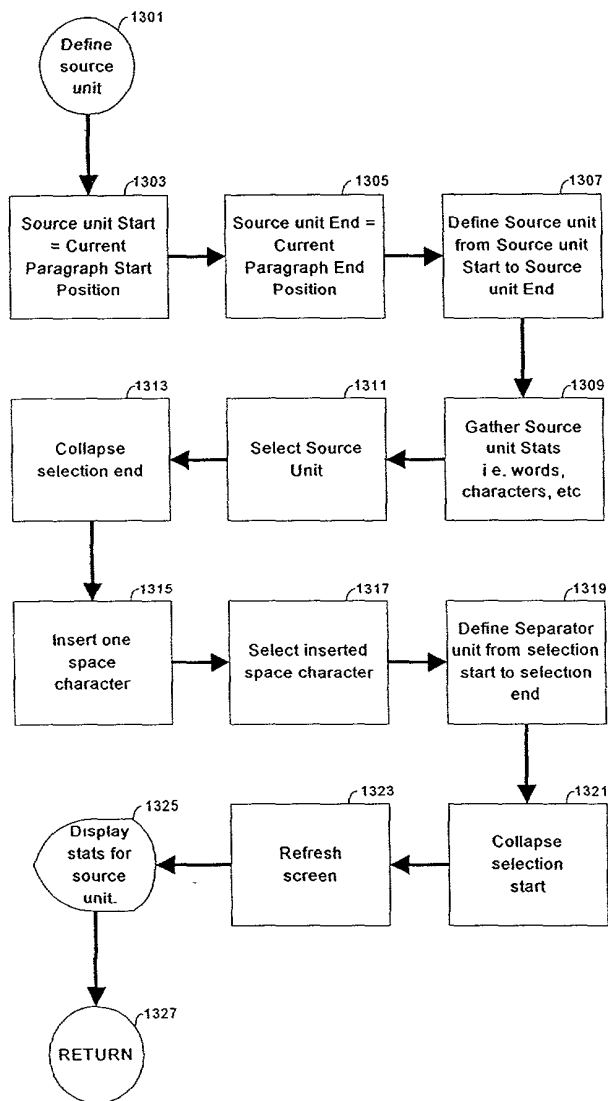 1301
Define
source
unit
1303
Source unit Start
= Current
Paragraph Start
Position
1305
Source unit End =
Current
Paragraph End
Position
1307
Define Source unit
from Source unit
Start to Source
unit End
1313
Collapse
selection end
1311
Select Source
Unit
1309
Gather Source
unit Stats
i e. words,
characters, etc
1315
Insert one
space
character
1317
Select inserted
space character
1319
Define Separator
unit from selection
start to selection
end
1325
Display
stats for
source
unit.
1323
Refresh
screen
1321
Collapse
selection
start
1327
RETURN